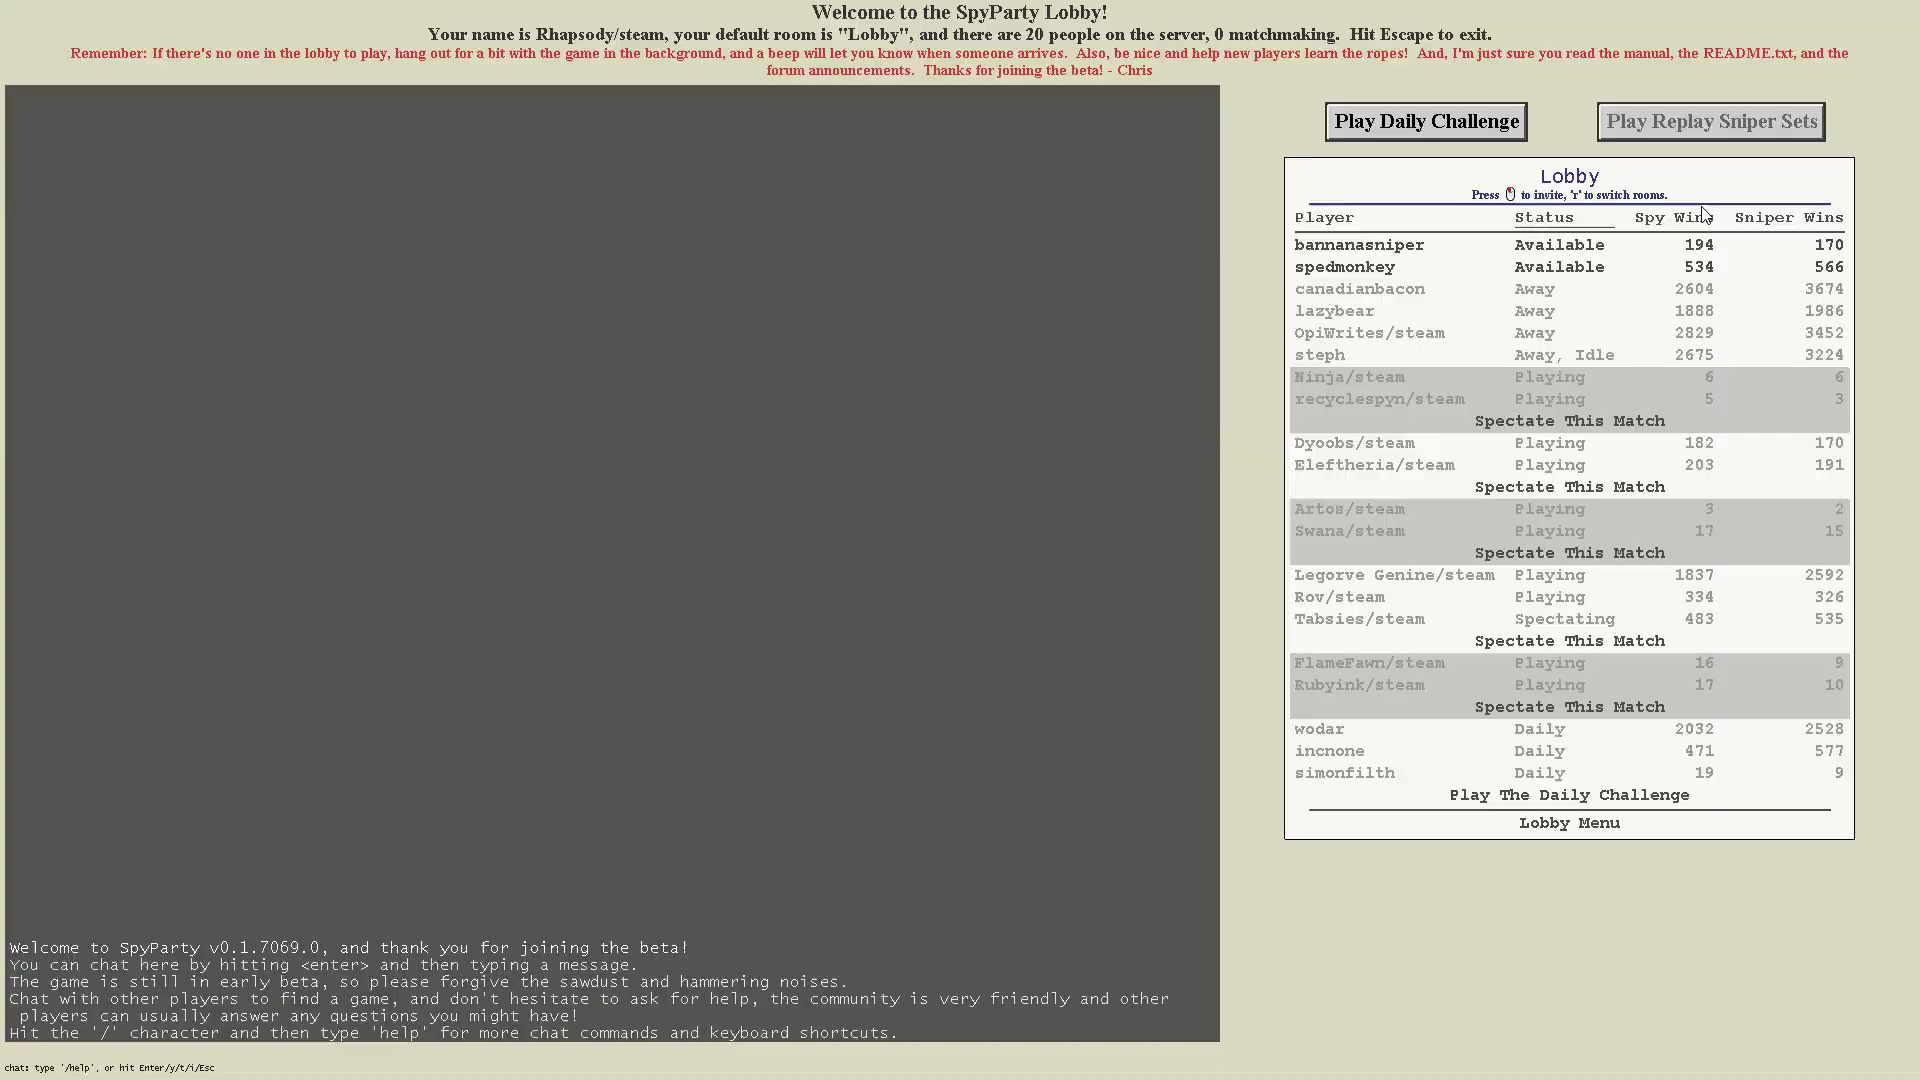 Welcome to the SpyParty Lobby!
Your name is Rhapsody/steam, your default room is "Lobby", and there are 20 people on the server, 0 matchmaking.  Hit Escape to exit.
Remember: If there's no one in the lobby to play, hang out for a bit with the game in the background, and a beep will let you know when someone arrives.  Also, be nice and help new players learn the ropes!  And, I'm just sure you read the manual, the README.txt, and the
forum announcements.  Thanks for joining the beta! - Chris
Play Daily Challenge
Play Replay Sniper Sets
Lobby
Press to invite, 'r' to switch rooms.
Player Status Spy Wins Sniper Wins
bannanasniper Available 194 170
spedmonkey Available 534 566
canadianbacon Away 2604 3674
lazybear Away 1888 1986
OpiWrites/steam Away 2829 3452
steph Away, Idle 2675 3224
Ninja/steam Playing 6 6
recyclespyn/steam Playing 5 3
Spectate This Match
Dyoobs/steam Playing 182 170
Eleftheria/steam Playing 203 191
Spectate This Match
Artos/steam Playing 3 2
Swana/steam Playing 17 15
Spectate This Match
Legorve Genine/steam Playing 1837 2592
Rov/steam Playing 334 326
Tabsies/steam Spectating 483 535
Spectate This Match
FlameFawn/steam Playing 16 9
Rubyink/steam Playing 17 10
Spectate This Match
wodar Daily 2032 2528
incnone Daily 471 577
simonfilth Daily 19 9
Play The Daily Challenge
Lobby Menu
Welcome to SpyParty v0.1.7069.0, and thank you for joining the beta!
You can chat here by hitting <enter> and then typing a message.
The game is still in early beta, so please forgive the sawdust and hammering noises.
Chat with other players to find a game, and don't hesitate to ask for help, the community is very friendly and other
players can usually answer any questions you might have!
Hit the '/' character and then type 'help' for more chat commands and keyboard shortcuts.
chat: type '/help', or hit Enter/y/t/i/Esc